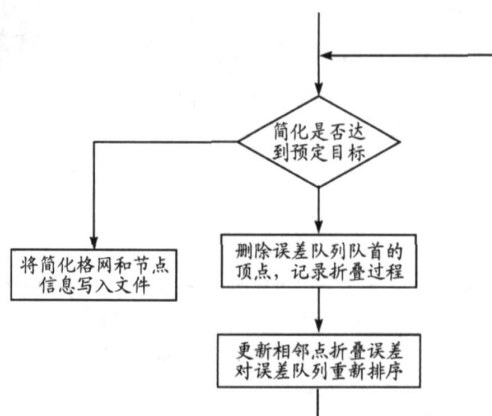 简化是否达
到预定目标
将简化格网和节点
信息写入文件
删除误差队列队首的
顶点，记录折叠过程
更新相邻点折叠误差
对误差队列重新排序